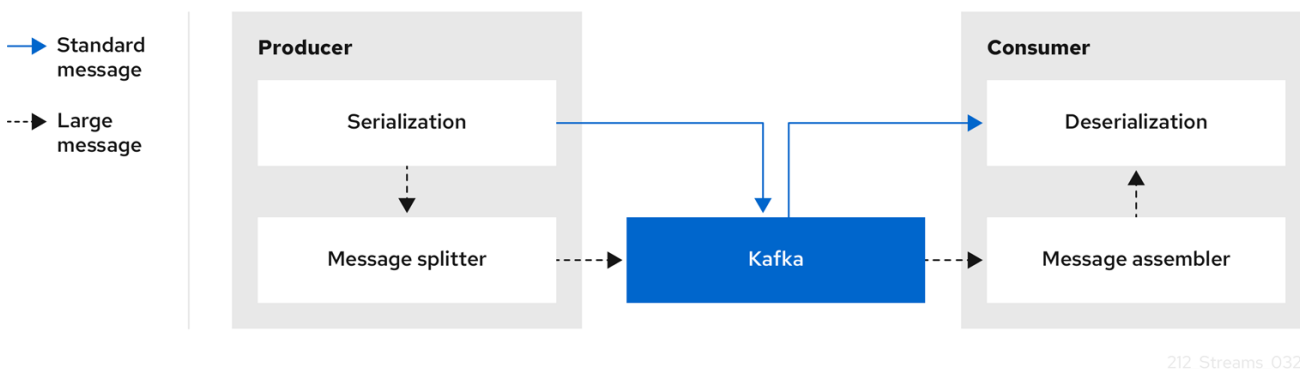 Standard
message
Large
message
Producer
Serialization
Message splitter
Kafka
Consumer
Deserialization
Message assembler
212 Streams 032